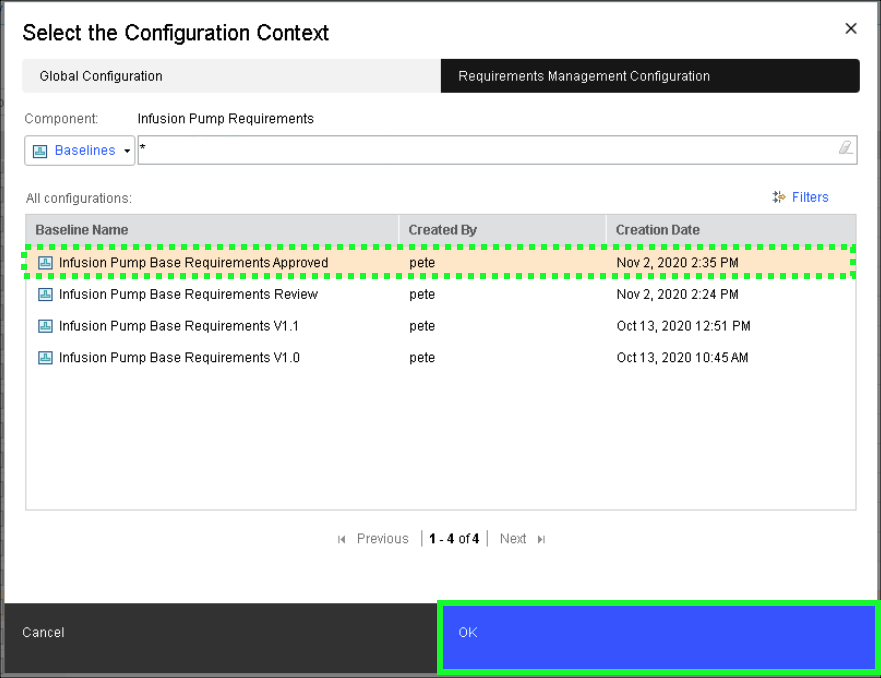 Select the Configuration Context
Global Configuration Requirements Management Configuration
Component: Infusion Pump Requirements
Baselines *
All configurations: Filters
Baseline Name Created By Creation Date
Infusion Pump Base Requirements Approved pete Nov 2, 2020 2:35 PM
Infusion Pump Base Requirements Review pete Nov 2, 2020 2:24 PM
Infusion Pump Base Requirements V1.1 pete Oct 13, 2020 12:51 PM
Infusion Pump Base Requirements V1.0 pete Oct 13, 2020 10:45 AM
Previous 1 - 4 of 4 Next
Cancel OK